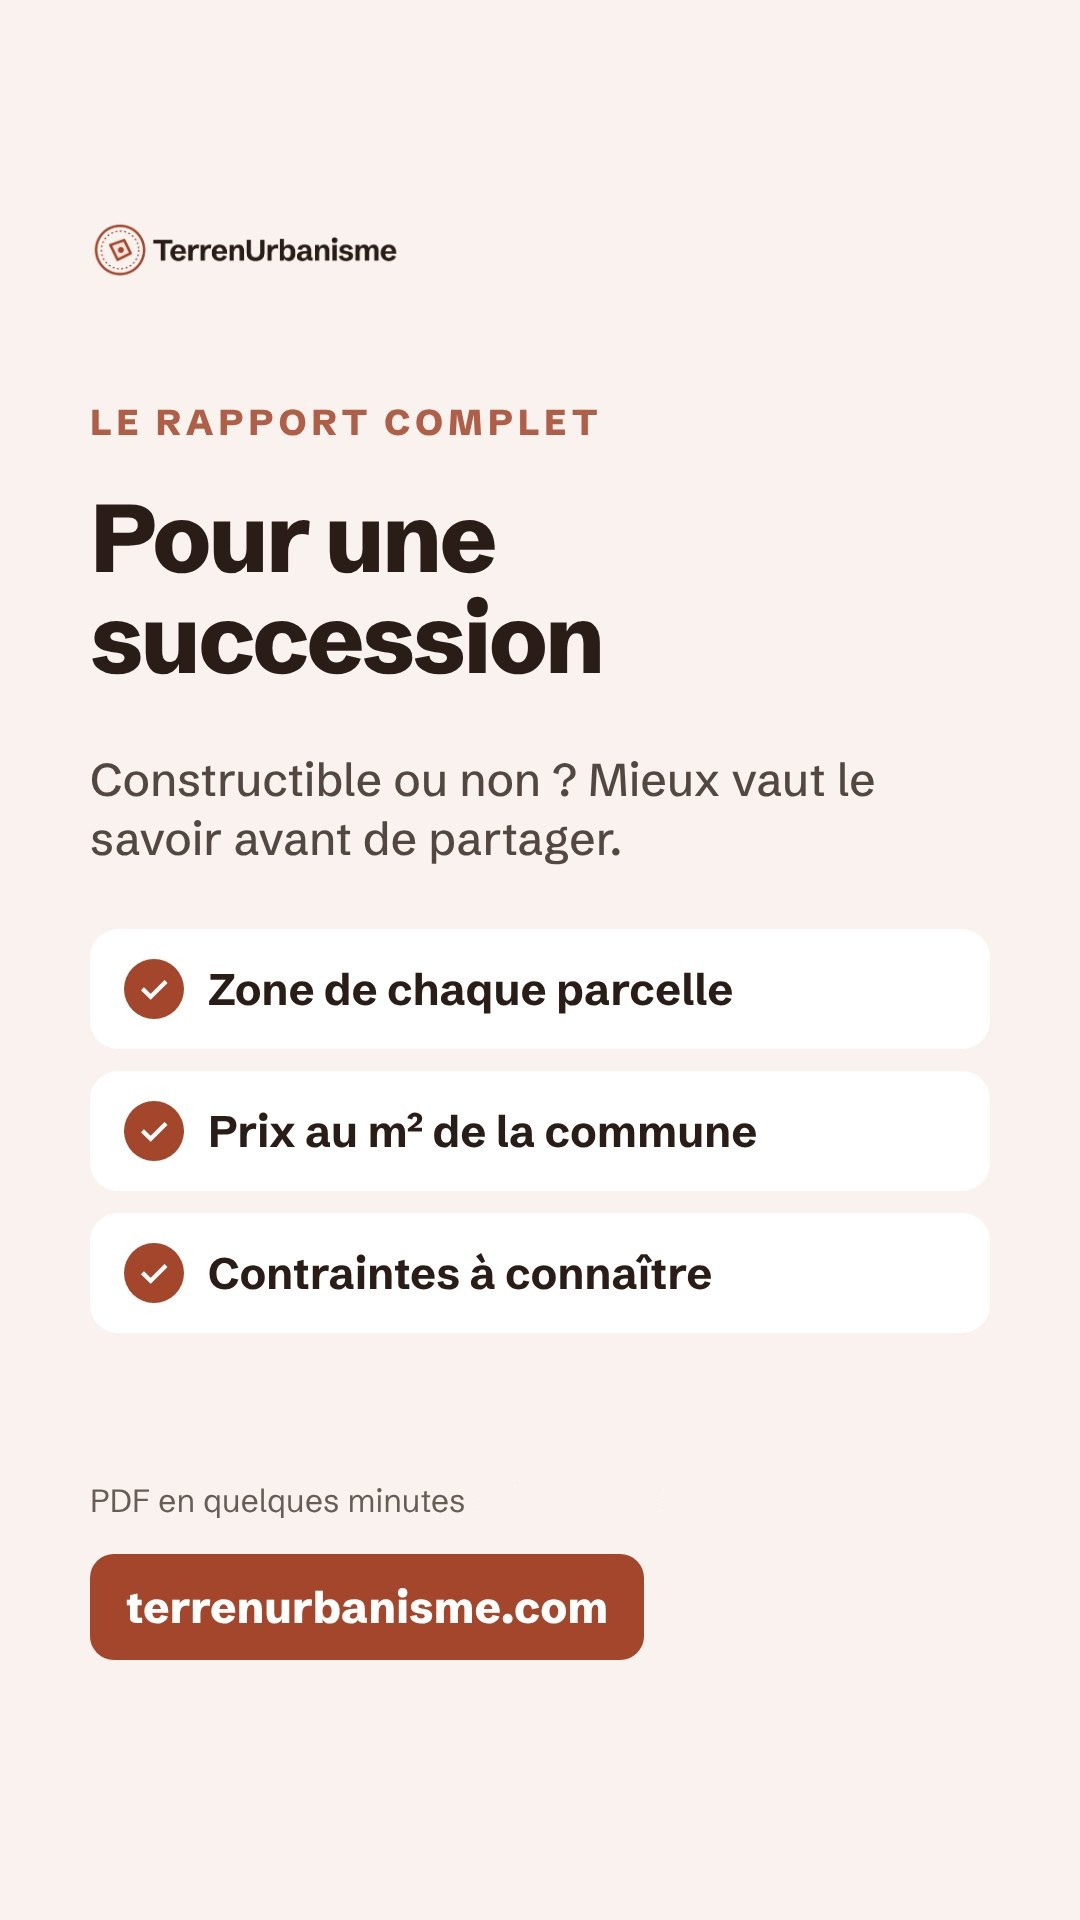 TerrenUrbanisme
LE RAPPORT COMPLET
Pour une
succession
Constructible ou non ? Mieux vaut le
savoir avant de partager.
Zone de chaque parcelle
Prix au m² de la commune
Contraintes à connaître
PDF en quelques minutes
terrenurbanisme.com